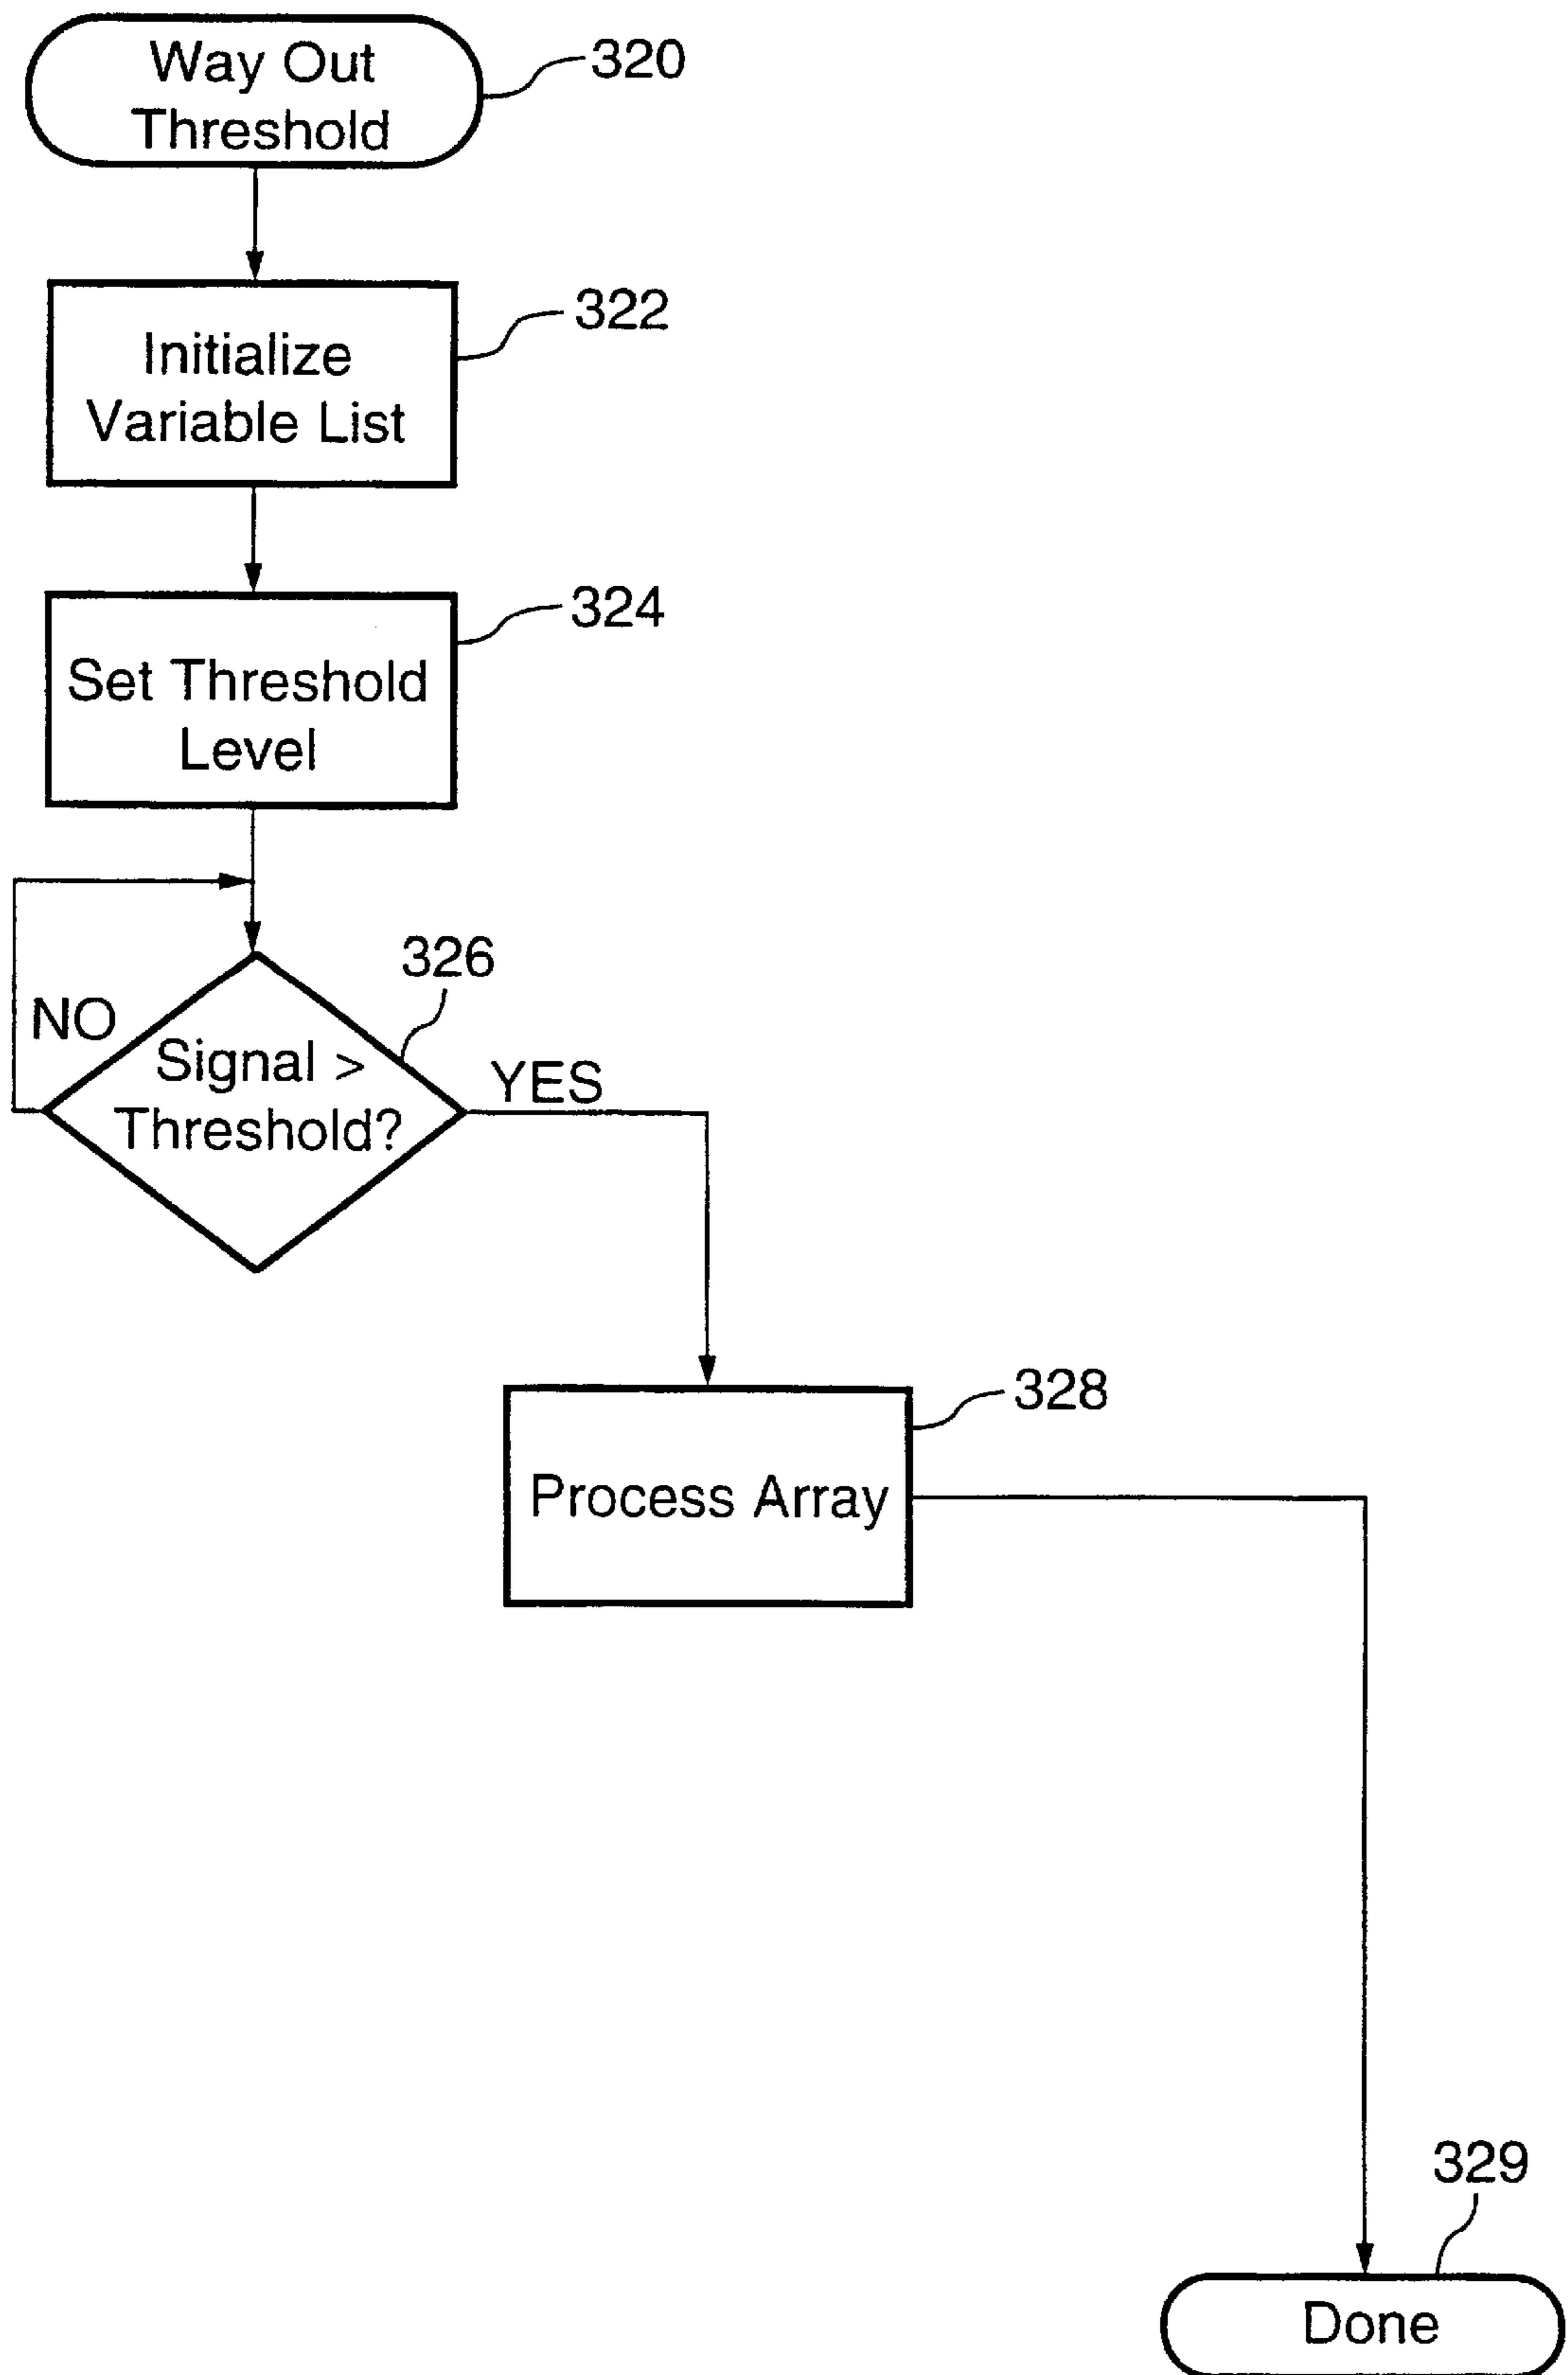 Way Out
Threshold
320
Initialize
Variable List
322
Set Threshold
Level
324
326
NO
Signal >
Threshold?
YES
328
Process Array
329
Done